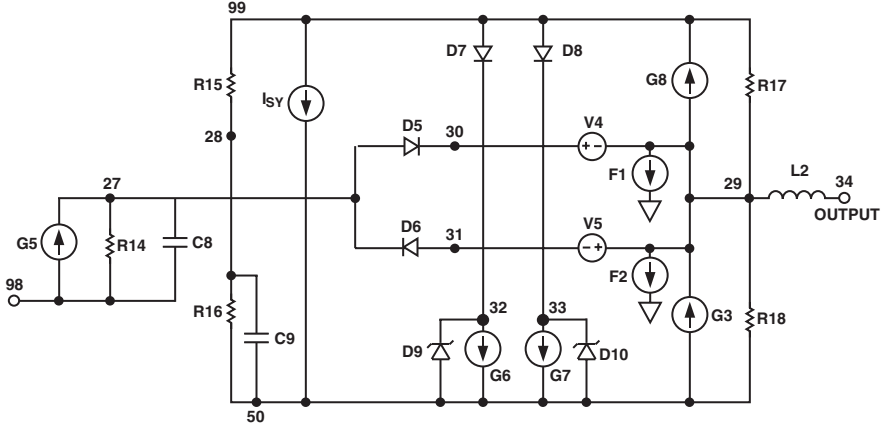 99
D7
D8
R15
ISY
G8
R17
28
D5
30
V4
+ −
F1
27
29
L2
34
OUTPUT
G5
R14
C8
D6
31
V5
− +
F2
98
R16
C9
32
33
G3
R18
D9
G6
G7
D10
50